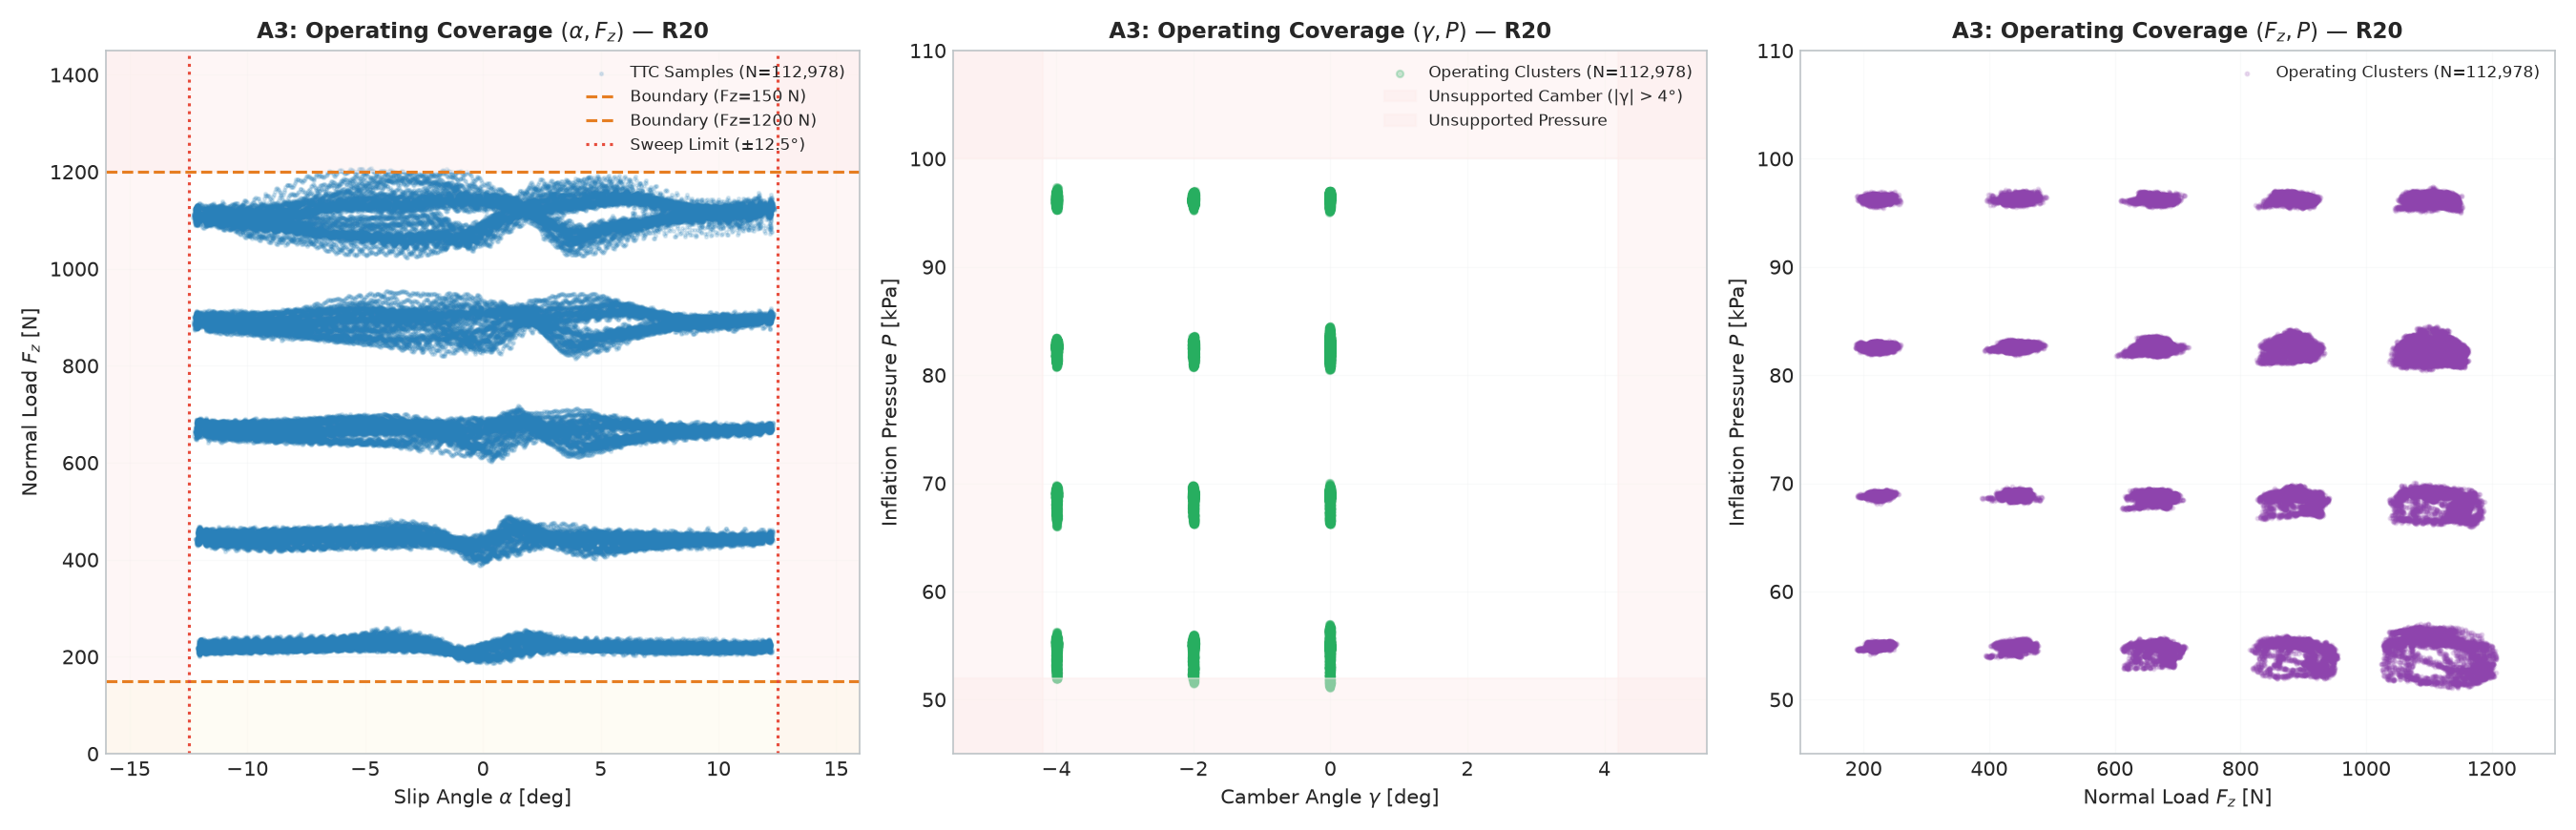 A3: Operating Coverage (α, F_z) — R20
1400
1200
1000
800
600
400
200
0
Normal Load F_z [N]
TTC Samples (N=112,978)
Boundary (Fz=150 N)
Boundary (Fz=1200 N)
Sweep Limit (±12.5°)
−15 −10 −5 0 5 10 15
Slip Angle α [deg]
A3: Operating Coverage (γ, P) — R20
110
100
90
80
70
60
50
Inflation Pressure P [kPa]
Operating Clusters (N=112,978)
Unsupported Camber (|γ| > 4°)
Unsupported Pressure
−4 −2 0 2 4
Camber Angle γ [deg]
A3: Operating Coverage (F_z, P) — R20
110
100
90
80
70
60
50
Inflation Pressure P [kPa]
Operating Clusters (N=112,978)
200 400 600 800 1000 1200
Normal Load F_z [N]